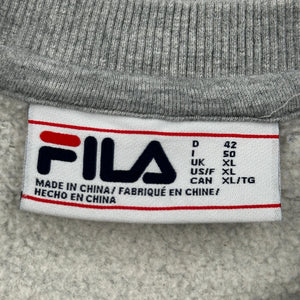 FILA
D 42
I 50
UK XL
US/F XL
CAN XL/TG
MADE IN CHINA/ FABRIQUÉ EN CHINE/
HECHO EN CHINA